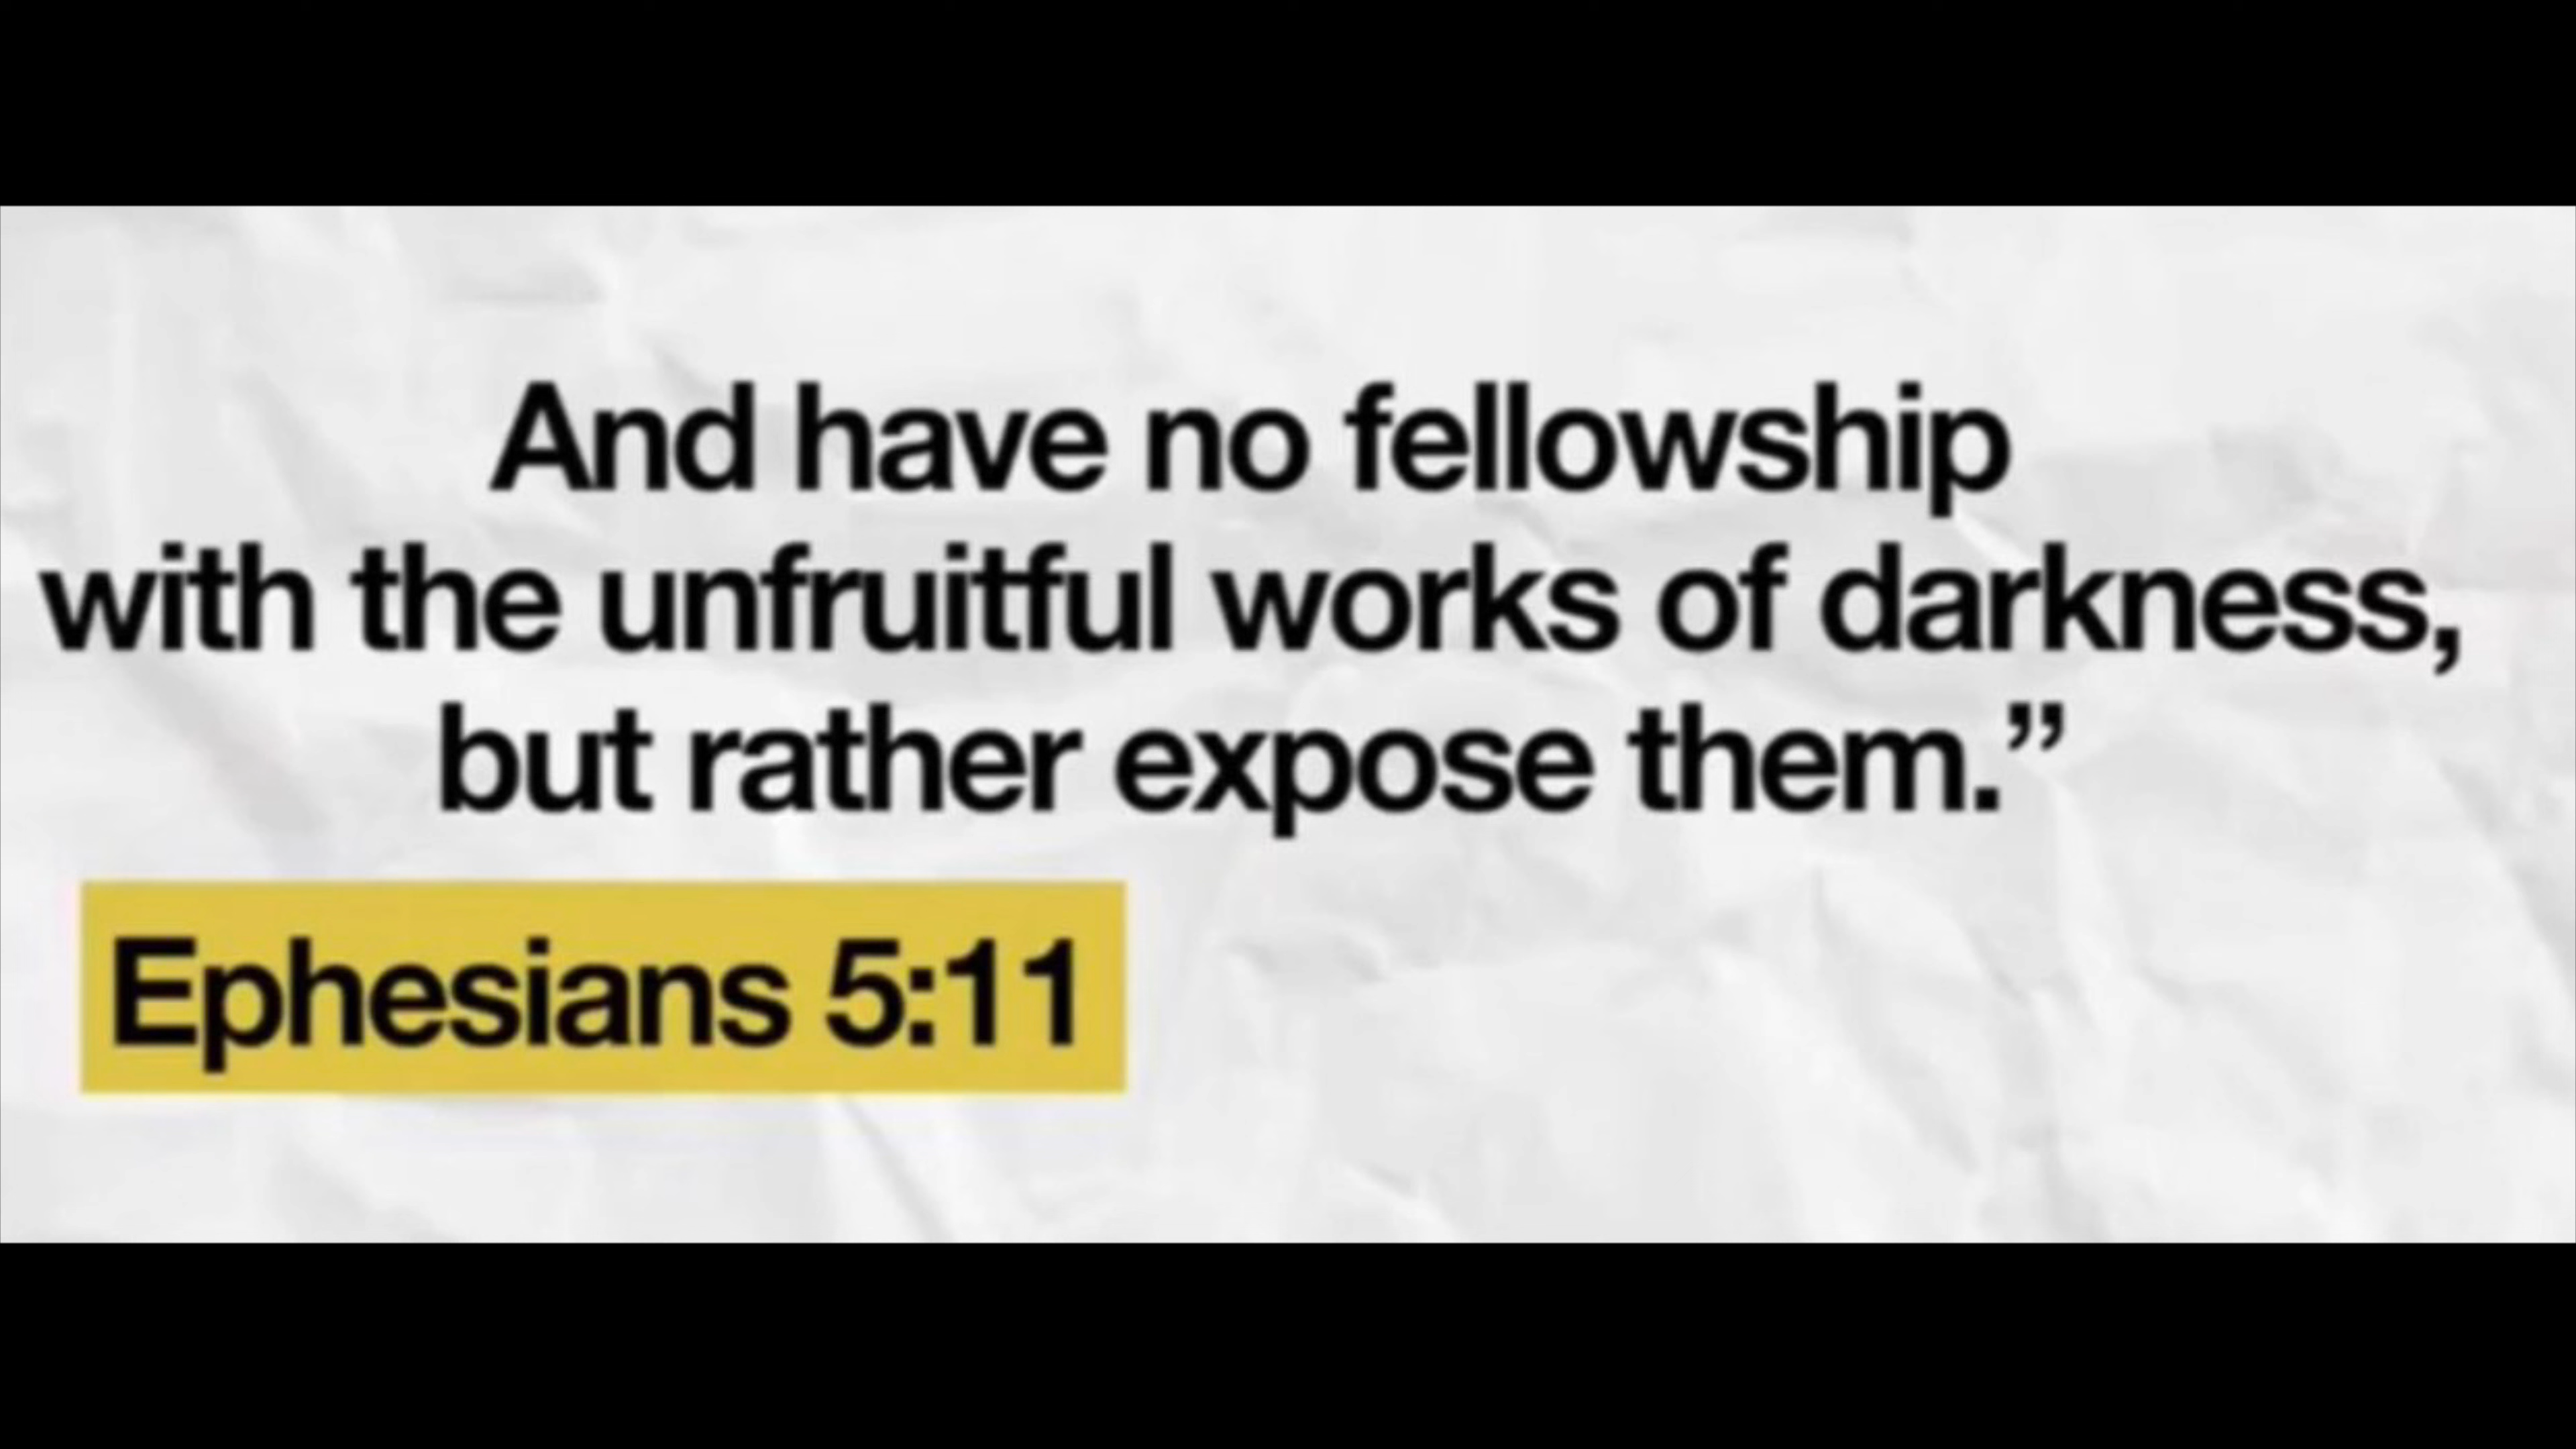 And have no fellowship
with the unfruitful works of darkness,
but rather expose them.”
Ephesians 5:11